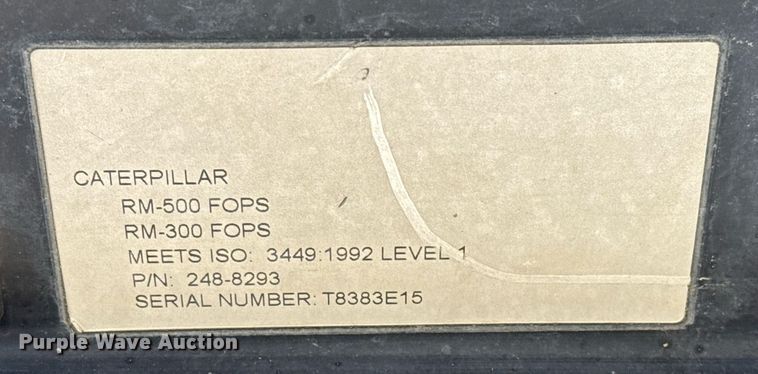 CATERPILLAR
RM-500 FOPS
RM-300 FOPS
MEETS ISO: 3449:1992 LEVEL 1
P/N: 248-8293
SERIAL NUMBER: T8383E15
Purple Wave Auction